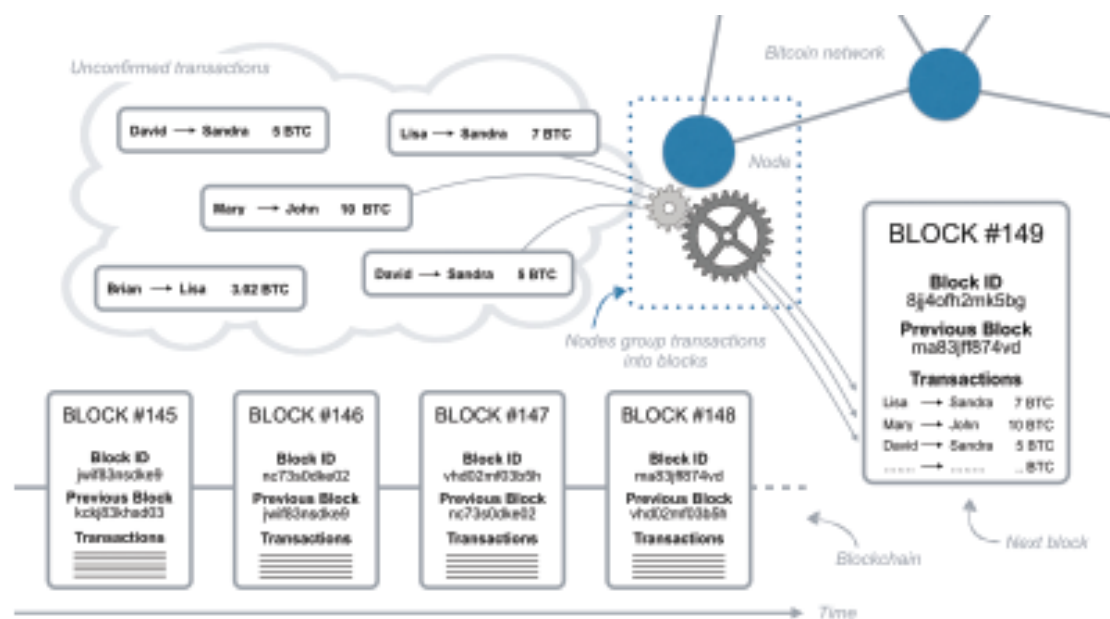 Unconfirmed transactions
Bitcoin network
David → Sandra 5 BTC
Lisa → Sandra 7 BTC
Node
Mary → John 10 BTC
David → Sandra 5 BTC
Brian → Lisa 3.02 BTC
Nodes group transactions
into blocks
BLOCK #149
Block ID
8jj4ofh2mk5bg
Previous Block
ma83jff874vd
Transactions
Lisa → Sandra 7 BTC
Mary → John 10 BTC
David → Sandra 5 BTC
...... → ...... .. BTC
Next block
BLOCK #145
Block ID
jwif83nsdke9
Previous Block
kckj83khad03
Transactions
BLOCK #146
Block ID
nc73s0dke02
Previous Block
jwif83nsdke9
Transactions
BLOCK #147
Block ID
vhd02mf03b5h
Previous Block
nc73s0dke02
Transactions
BLOCK #148
Block ID
ma83jff874vd
Previous Block
vhd02mf03b5h
Transactions
Blockchain
Time